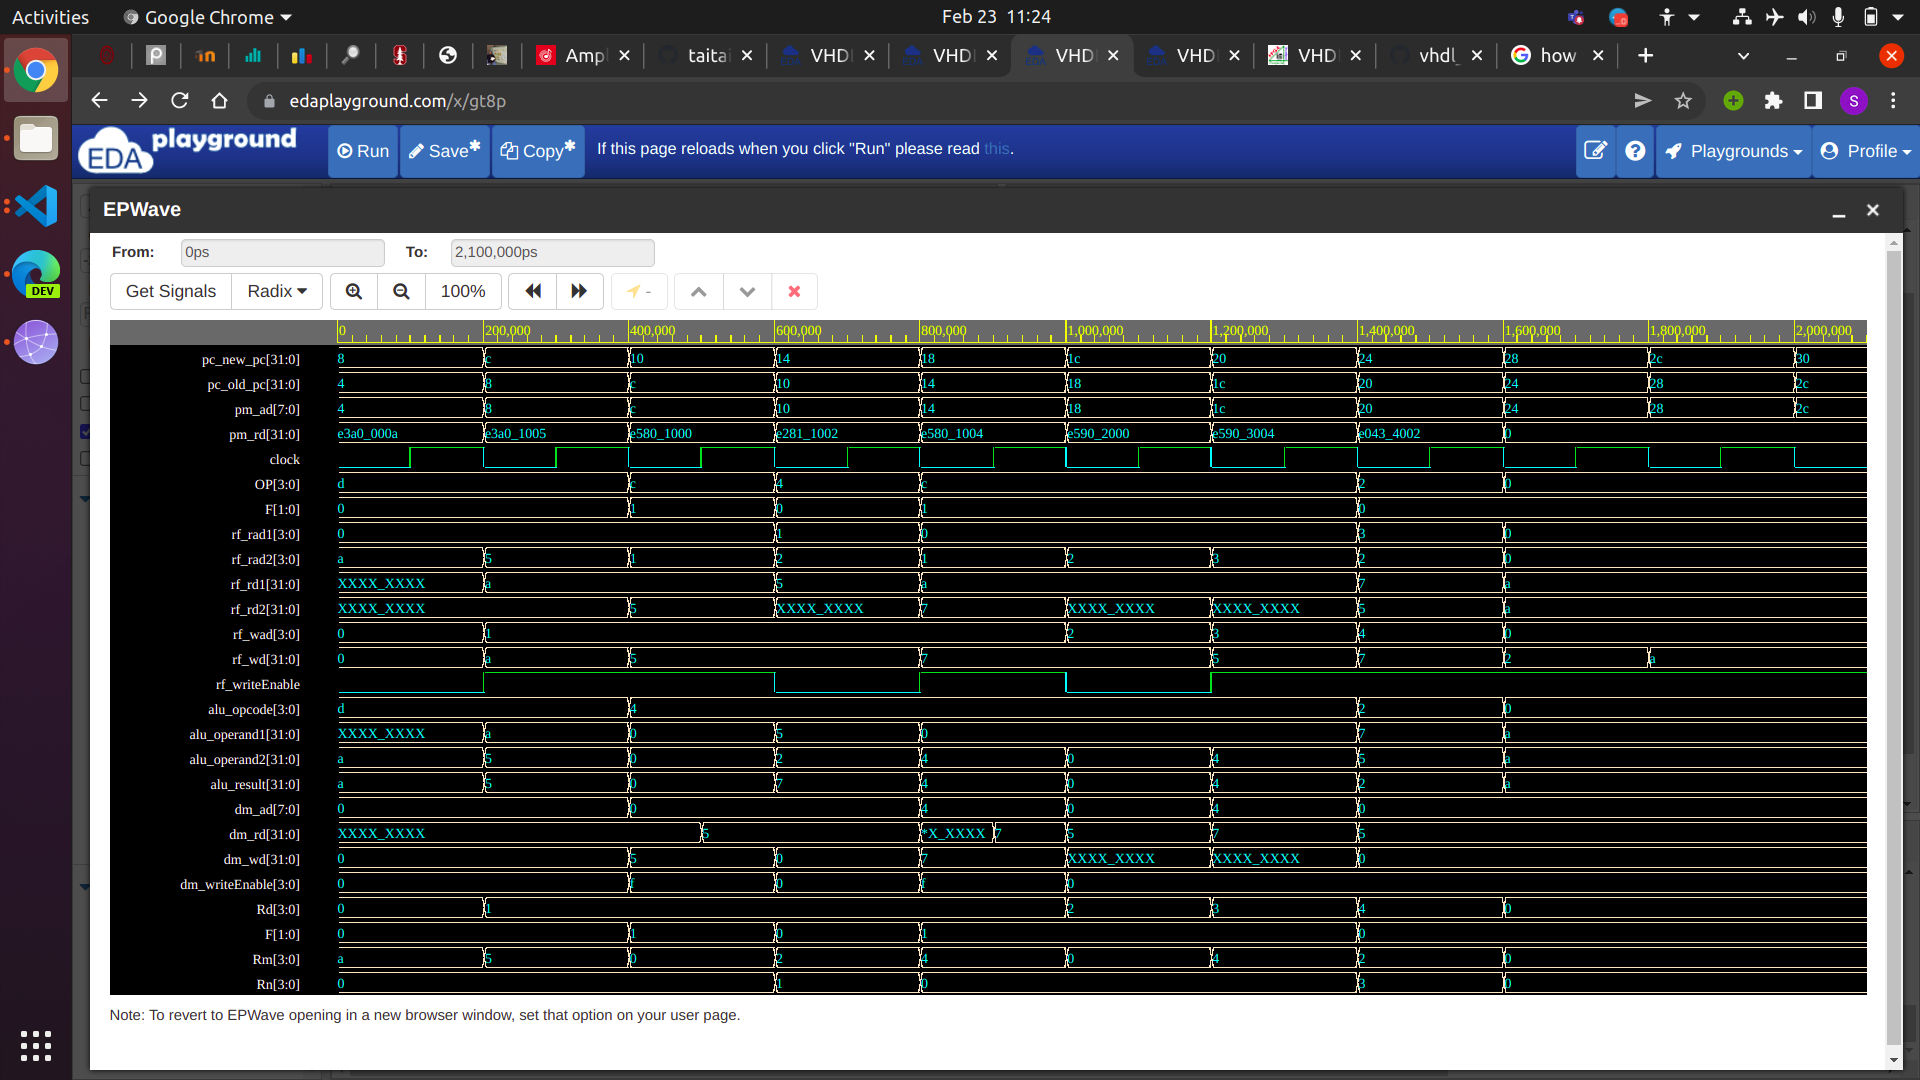 Activities Google Chrome Feb 23 11:24
Ampl taitai VHDL VHDL VHDL VHDL VHDL vhdl_ how
edaplayground.com/x/gt8p S
DEV
EDA playground Run Save* Copy* If this page reloads when you click "Run" please read this. Playgrounds Profile
EPWave
From: 0ps To: 2,100,000ps
Get Signals Radix 100% -
0 200,000 400,000 600,000 800,000 1,000,000 1,200,000 1,400,000 1,600,000 1,800,000 2,000,000
pc_new_pc[31:0] 8 c 10 14 18 1c 20 24 28 2c 30
pc_old_pc[31:0] 4 8 c 10 14 18 1c 20 24 28 2c
pm_ad[7:0] 4 8 c 10 14 18 1c 20 24 28 2c
pm_rd[31:0] e3a0_000a e3a0_1005 e580_1000 e281_1002 e580_1004 e590_2000 e590_3004 e043_4002 0
clock
OP[3:0] d c 4 c 2 0
F[1:0] 0 1 0 1 0
rf_rad1[3:0] 0 1 0 3 0
rf_rad2[3:0] a 5 1 2 1 2 3 2 0
rf_rd1[31:0] XXXX_XXXX a 5 a 7 a
rf_rd2[31:0] XXXX_XXXX 5 XXXX_XXXX 7 XXXX_XXXX XXXX_XXXX 5 a
rf_wad[3:0] 0 1 2 3 4 0
rf_wd[31:0] 0 a 5 7 5 7 2 a
rf_writeEnable
alu_opcode[3:0] d 4 2 0
alu_operand1[31:0] XXXX_XXXX a 0 5 0 7 a
alu_operand2[31:0] a 5 0 2 4 0 4 5 a
alu_result[31:0] a 5 0 7 4 0 4 2 a
dm_ad[7:0] 0 0 4 0 4 0
dm_rd[31:0] XXXX_XXXX 5 *X_XXXX 7 5 7 5
dm_wd[31:0] 0 5 0 7 XXXX_XXXX XXXX_XXXX 0
dm_writeEnable[3:0] 0 f 0 f 0
Rd[3:0] 0 1 2 3 4 0
F[1:0] 0 1 0 1 0
Rm[3:0] a 5 0 2 4 0 4 2 0
Rn[3:0] 0 1 0 3 0
Note: To revert to EPWave opening in a new browser window, set that option on your user page.